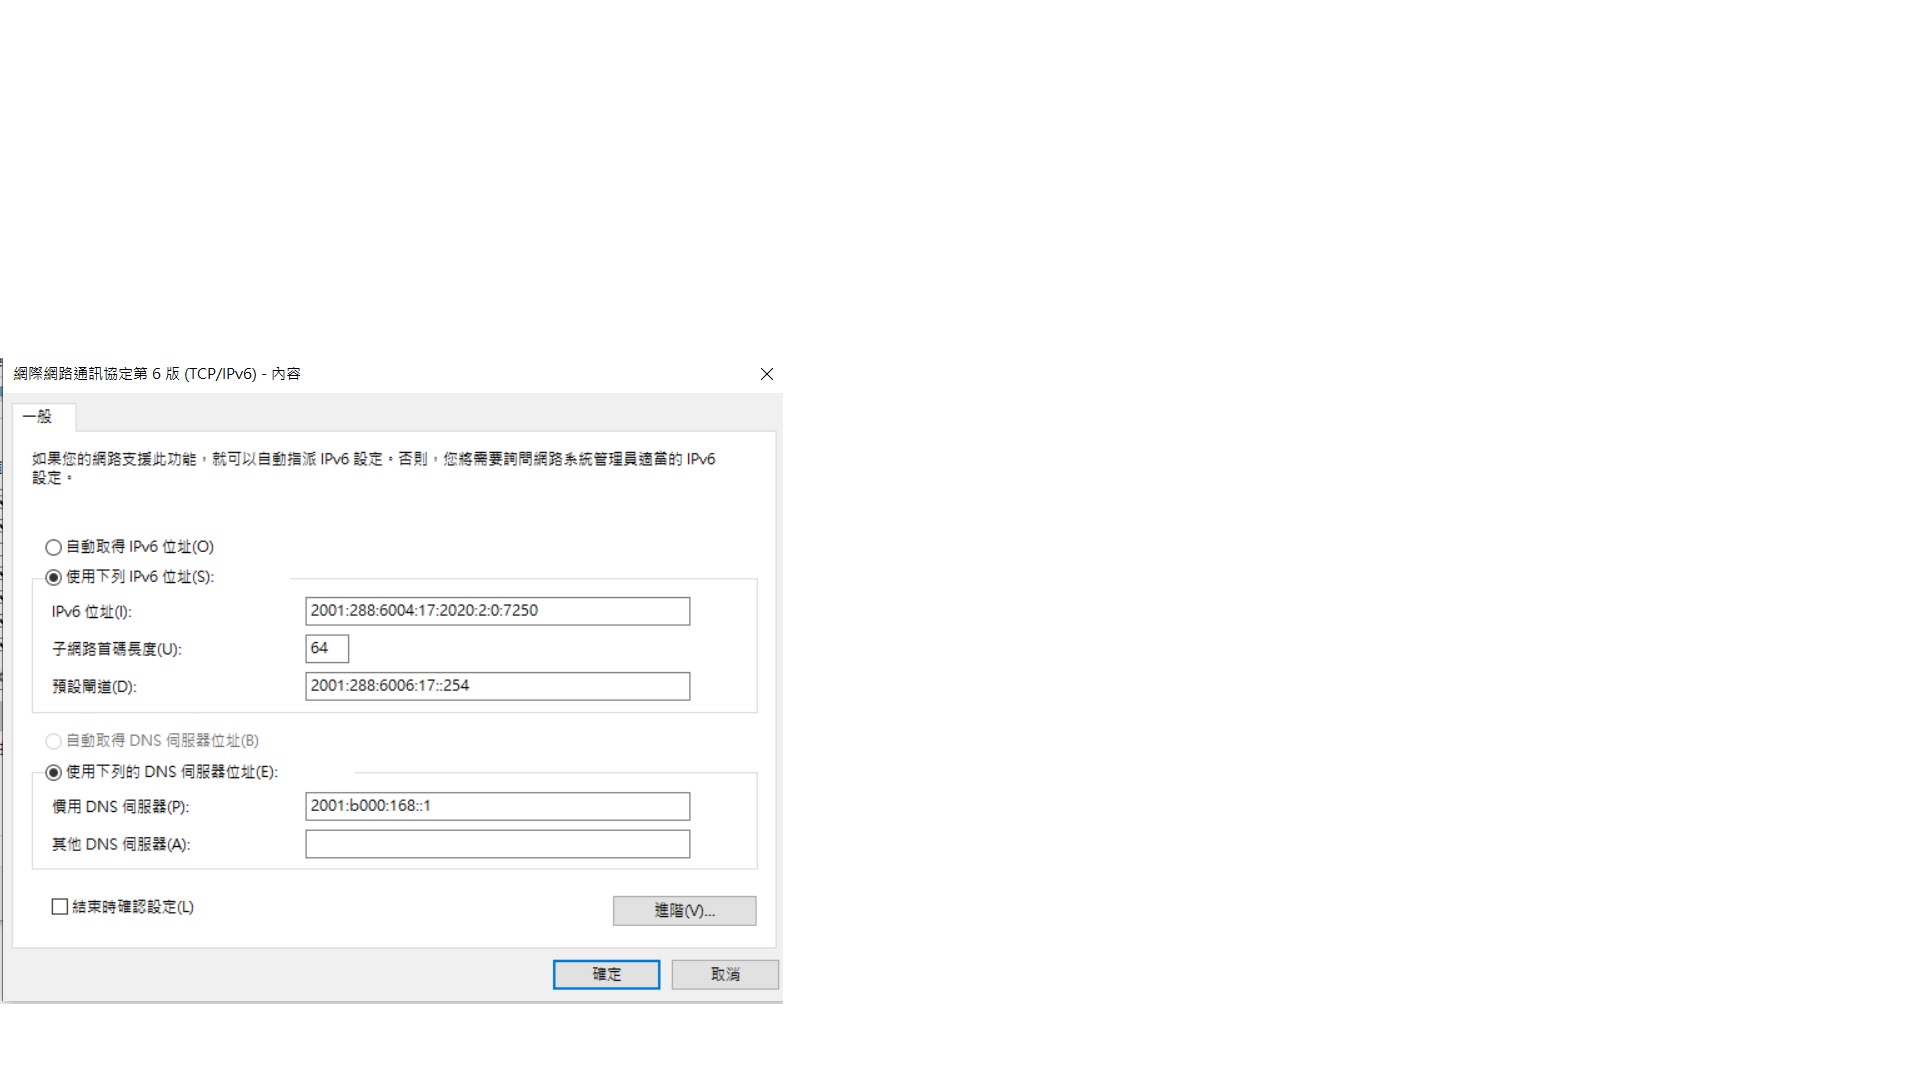 網際網路通訊協定第 6 版 (TCP/IPv6) - 內容
一般
如果您的網路支援此功能，就可以自動指派 IPv6 設定。否則，您將需要詢問網路系統管理員適當的 IPv6
設定。
自動取得 IPv6 位址(O)
使用下列 IPv6 位址(S):
IPv6 位址(I):
2001:288:6004:17:2020:2:0:7250
子網路首碼長度(U):
64
預設閘道(D):
2001:288:6006:17::254
自動取得 DNS 伺服器位址(B)
使用下列的 DNS 伺服器位址(E):
慣用 DNS 伺服器(P):
2001:b000:168::1
其他 DNS 伺服器(A):
結束時確認設定(L)
進階(V)...
確定
取消